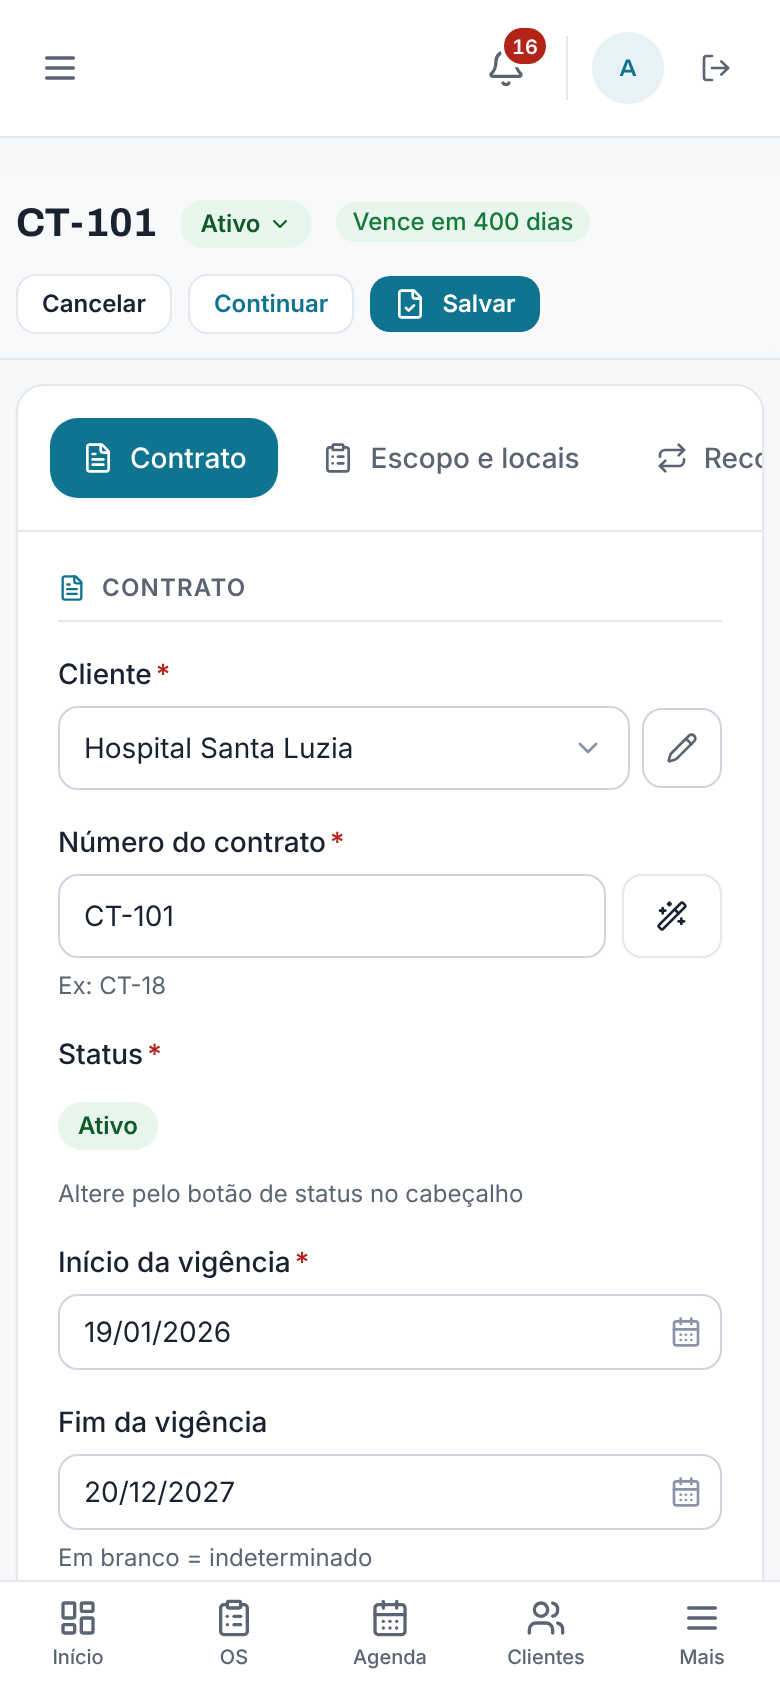 16
A
CT-101 Ativo Vence em 400 dias
Cancelar Continuar Salvar
Contrato Escopo e locais Reco
CONTRATO
Cliente *
Hospital Santa Luzia
Número do contrato *
CT-101
Ex: CT-18
Status *
Ativo
Altere pelo botão de status no cabeçalho
Início da vigência *
19/01/2026
Fim da vigência
20/12/2027
Em branco = indeterminado
Início OS Agenda Clientes Mais